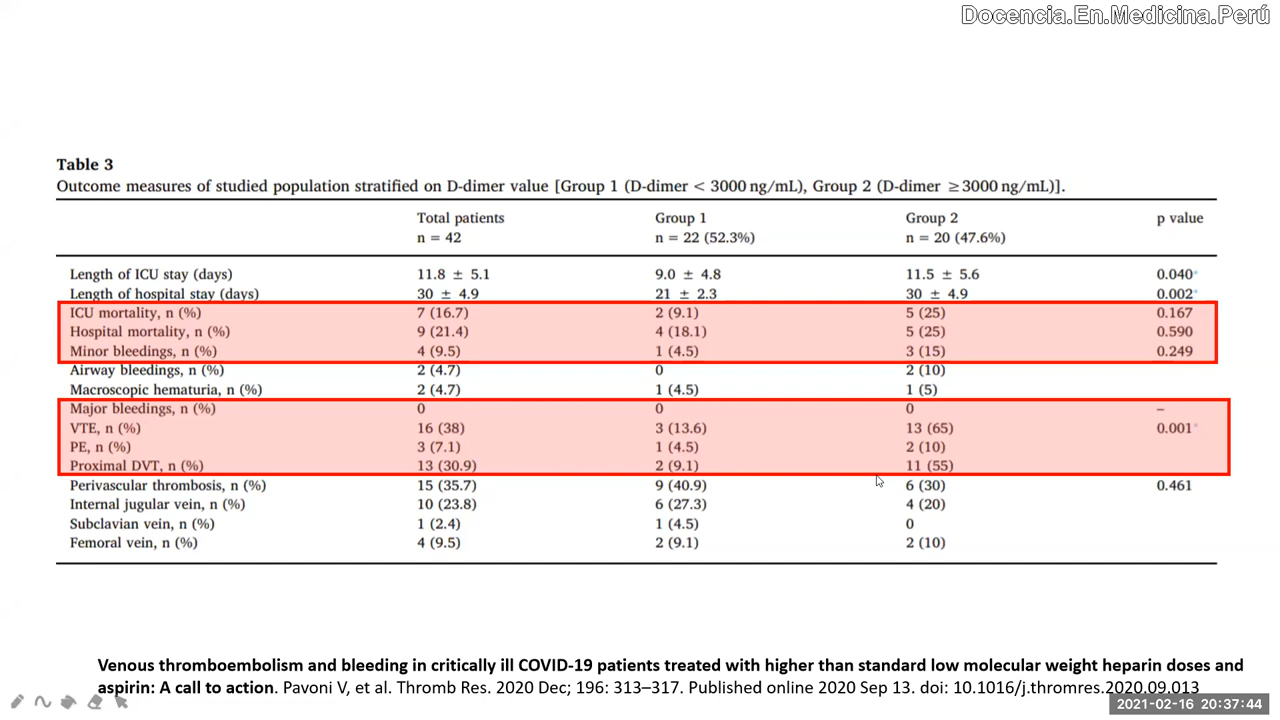 Docencia.En.Medicina.Perú
Table 3
Outcome measures of studied population stratified on D-dimer value [Group 1 (D-dimer < 3000 ng/mL), Group 2 (D-dimer ≥3000 ng/mL)].
Total patients Group 1 Group 2 p value
n = 42 n = 22 (52.3%) n = 20 (47.6%)
Length of ICU stay (days) 11.8 ± 5.1 9.0 ± 4.8 11.5 ± 5.6 0.040*
Length of hospital stay (days) 30 ± 4.9 21 ± 2.3 30 ± 4.9 0.002*
ICU mortality, n (%) 7 (16.7) 2 (9.1) 5 (25) 0.167
Hospital mortality, n (%) 9 (21.4) 4 (18.1) 5 (25) 0.590
Minor bleedings, n (%) 4 (9.5) 1 (4.5) 3 (15) 0.249
Airway bleedings, n (%) 2 (4.7) 0 2 (10)
Macroscopic hematuria, n (%) 2 (4.7) 1 (4.5) 1 (5)
Major bleedings, n (%) 0 0 0 –
VTE, n (%) 16 (38) 3 (13.6) 13 (65) 0.001*
PE, n (%) 3 (7.1) 1 (4.5) 2 (10)
Proximal DVT, n (%) 13 (30.9) 2 (9.1) 11 (55)
Perivascular thrombosis, n (%) 15 (35.7) 9 (40.9) 6 (30) 0.461
Internal jugular vein, n (%) 10 (23.8) 6 (27.3) 4 (20)
Subclavian vein, n (%) 1 (2.4) 1 (4.5) 0
Femoral vein, n (%) 4 (9.5) 2 (9.1) 2 (10)
Venous thromboembolism and bleeding in critically ill COVID-19 patients treated with higher than standard low molecular weight heparin doses and
aspirin: A call to action. Pavoni V, et al. Thromb Res. 2020 Dec; 196: 313–317. Published online 2020 Sep 13. doi: 10.1016/j.thromres.2020.09.013
2021-02-16 20:37:44